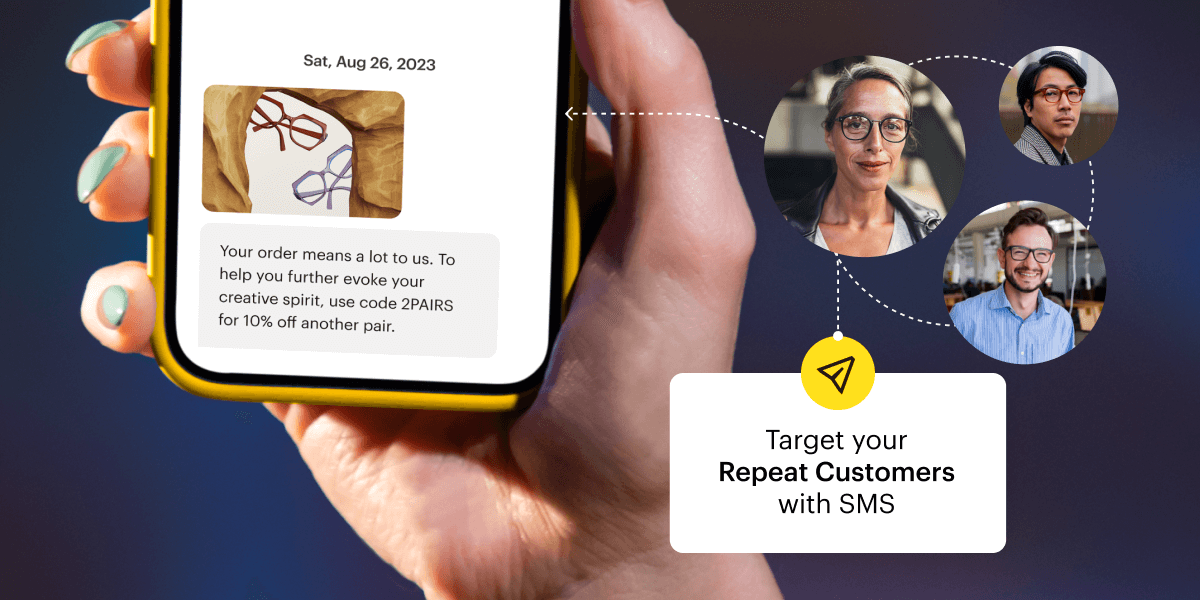 Sat, Aug 26, 2023
Your order means a lot to us. To
help you further evoke your
creative spirit, use code 2PAIRS
for 10% off another pair.
Target your
Repeat Customers
with SMS